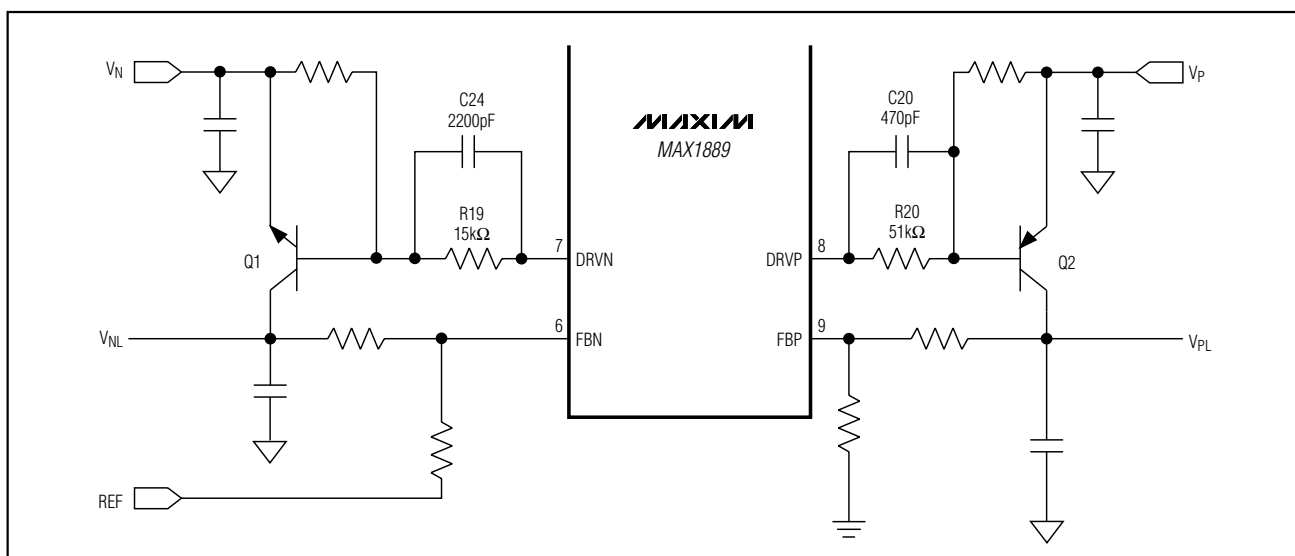 V_N
C24
2200pF
R19
15kΩ
Q1
7
DRVN
V_NL
6
FBN
REF
MAXIM
MAX1889
V_P
C20
470pF
R20
51kΩ
8
DRVP
Q2
9
FBP
V_PL